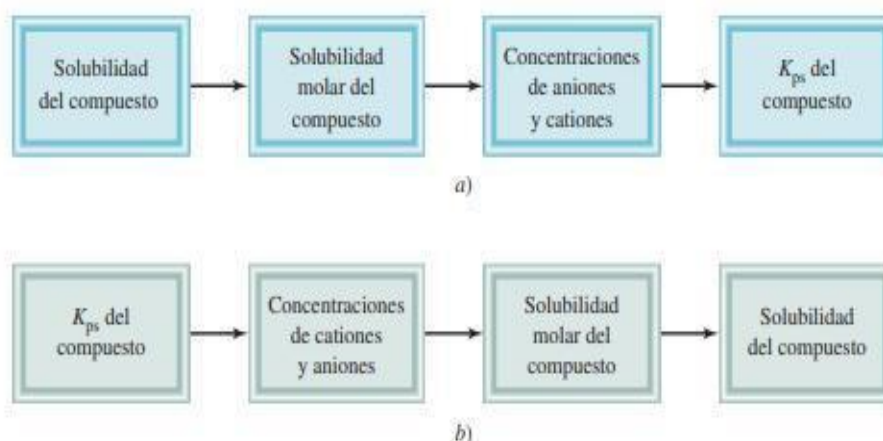 Solubilidad
del compuesto
Solubilidad
molar del
compuesto
Concentraciones
de aniones
y cationes
Kps del
compuesto
a)
Kps del
compuesto
Concentraciones
de cationes
y aniones
Solubilidad
molar del
compuesto
Solubilidad
del compuesto
b)